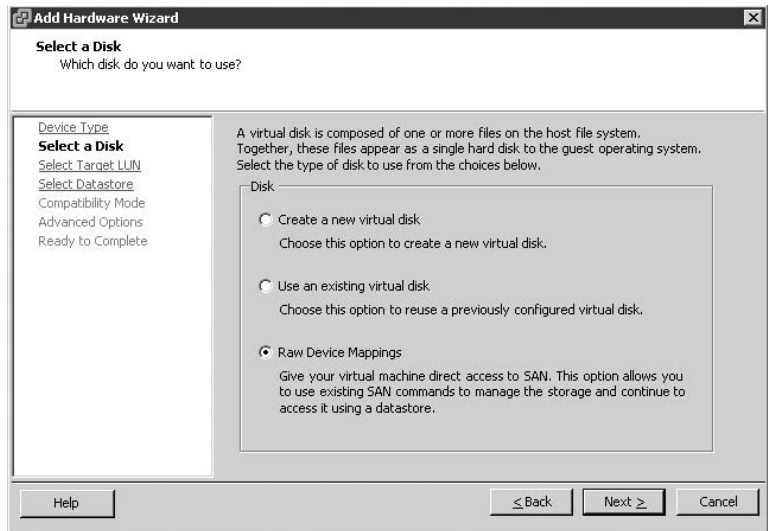 Add Hardware Wizard
Select a Disk
Which disk do you want to use?
Device Type
Select a Disk
Select Target LUN
Select Datastore
Compatibility Mode
Advanced Options
Ready to Complete
A virtual disk is composed of one or more files on the host file system.
Together, these files appear as a single hard disk to the guest operating system.
Select the type of disk to use from the choices below.
Disk
Create a new virtual disk
Choose this option to create a new virtual disk.
Use an existing virtual disk
Choose this option to reuse a previously configured virtual disk.
Raw Device Mappings
Give your virtual machine direct access to SAN. This option allows you
to use existing SAN commands to manage the storage and continue to
access it using a datastore.
Help
< Back
Next >
Cancel